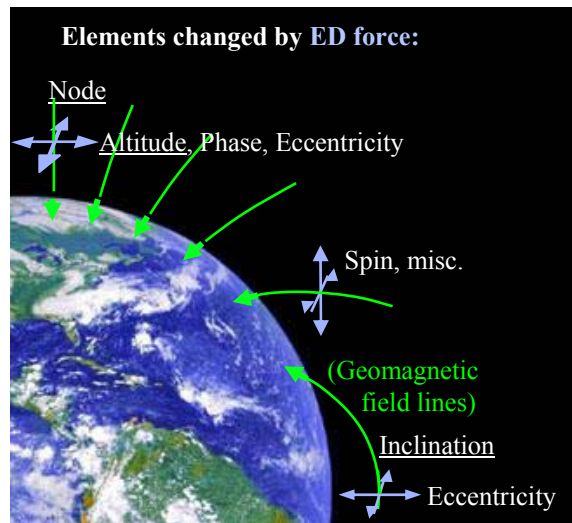 Elements changed by ED force:
Node
Altitude, Phase, Eccentricity
Spin, misc.
(Geomagnetic
field lines)
Inclination
Eccentricity